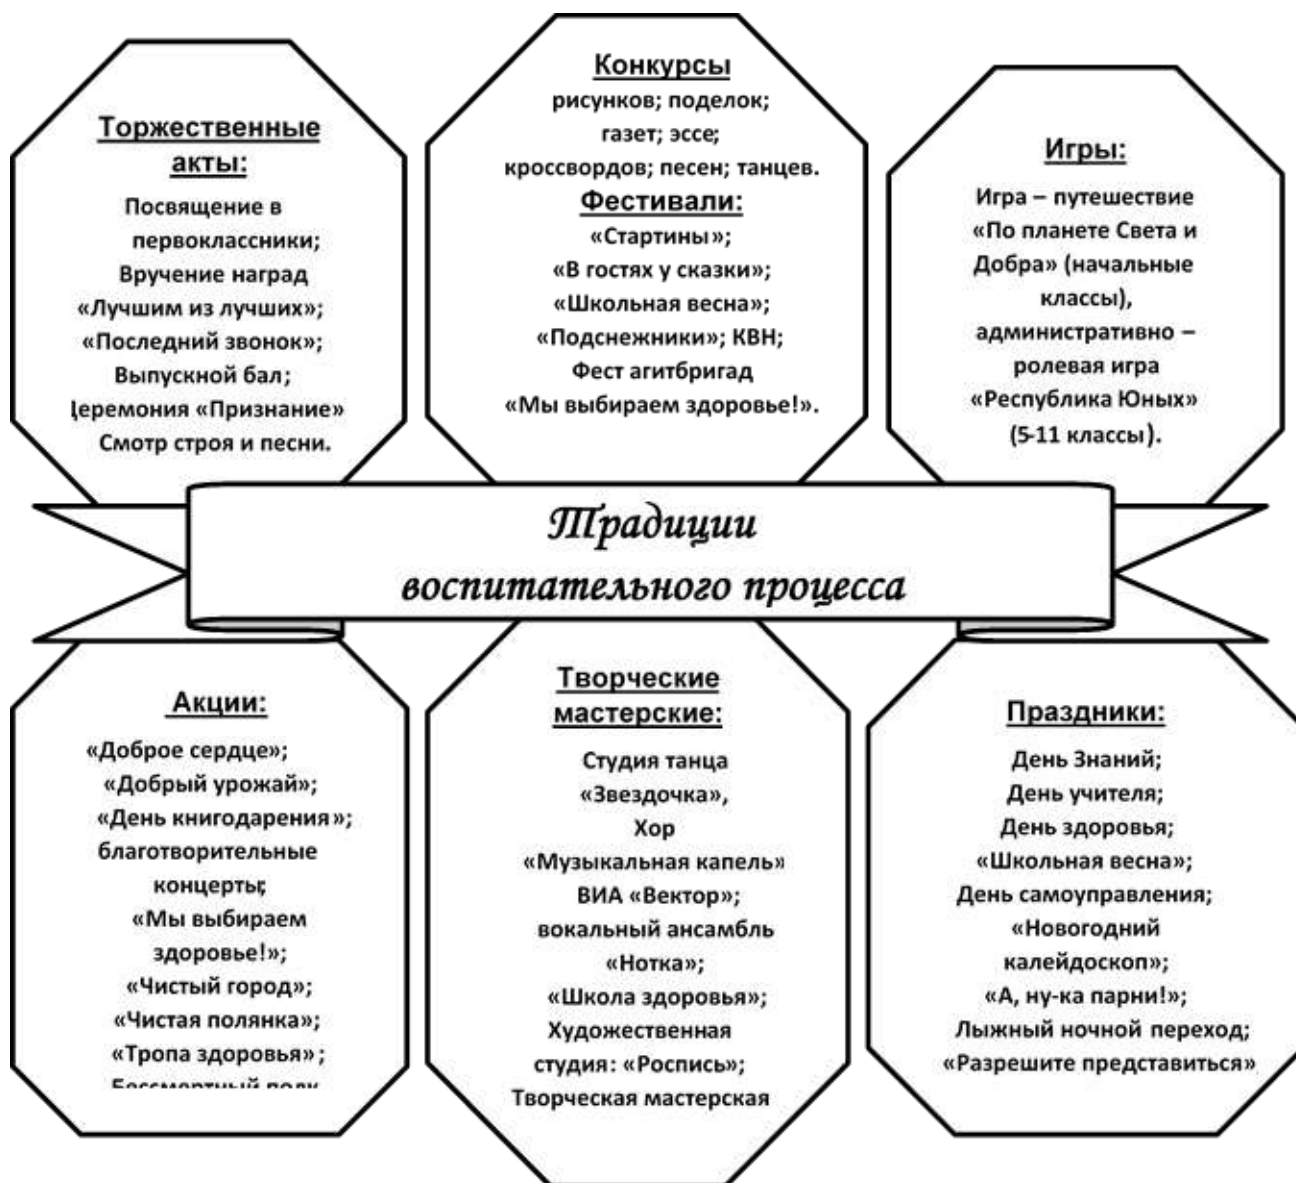 Торжественные
акты:
Посвящение в
первоклассники;
Вручение наград
«Лучшим из лучших»;
«Последний звонок»;
Выпускной бал;
Церемония «Признание»
Смотр строя и песни.
Конкурсы
рисунков; поделок;
газет; эссе;
кроссвордов; песен; танцев.
Фестивали:
«Стартины»;
«В гостях у сказки»;
«Школьная весна»;
«Подснежники»; КВН;
Фест агитбригад
«Мы выбираем здоровье!».
Игры:
Игра – путешествие
«По планете Света и
Добра» (начальные
классы),
административно –
ролевая игра
«Республика Юных»
(5-11 классы).
Традиции
воспитательного процесса
Акции:
«Доброе сердце»;
«Добрый урожай»;
«День книгодарения»;
благотворительные
концерты;
«Мы выбираем
здоровье!»;
«Чистый город»;
«Чистая полянка»;
«Тропа здоровья»;
Бессмертный полк
Творческие
мастерские:
Студия танца
«Звездочка»,
Хор
«Музыкальная капель»
ВИА «Вектор»;
вокальный ансамбль
«Нотка»;
«Школа здоровья»;
Художественная
студия: «Роспись»;
Творческая мастерская
Праздники:
День Знаний;
День учителя;
День здоровья;
«Школьная весна»;
День самоуправления;
«Новогодний
калейдоскоп»;
«А, ну-ка парни!»;
Лыжный ночной переход;
«Разрешите представиться»